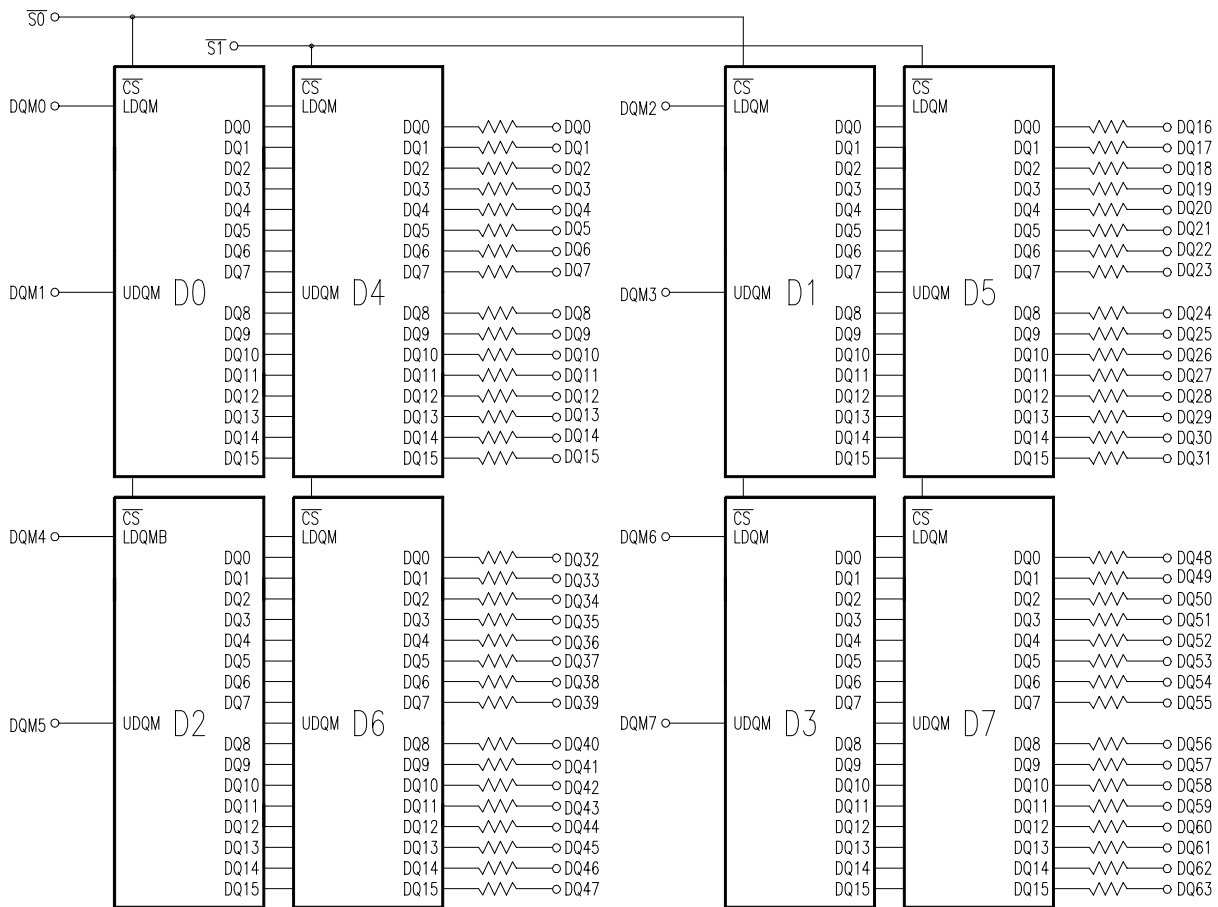 S̅0̅
S̅1̅
C̅S̅ C̅S̅ C̅S̅ C̅S̅
DQM0 LDQM LDQM DQM2 LDQM LDQM
DQ0 DQ0 DQ0 DQ0 DQ0 DQ16
DQ1 DQ1 DQ1 DQ1 DQ1 DQ17
DQ2 DQ2 DQ2 DQ2 DQ2 DQ18
DQ3 DQ3 DQ3 DQ3 DQ3 DQ19
DQ4 DQ4 DQ4 DQ4 DQ4 DQ20
DQ5 DQ5 DQ5 DQ5 DQ5 DQ21
DQ6 DQ6 DQ6 DQ6 DQ6 DQ22
DQ7 DQ7 DQ7 DQ7 DQ7 DQ23
DQM1 UDQM D0 UDQM D4 DQM3 UDQM D1 UDQM D5
DQ8 DQ8 DQ8 DQ8 DQ8 DQ24
DQ9 DQ9 DQ9 DQ9 DQ9 DQ25
DQ10 DQ10 DQ10 DQ10 DQ10 DQ26
DQ11 DQ11 DQ11 DQ11 DQ11 DQ27
DQ12 DQ12 DQ12 DQ12 DQ12 DQ28
DQ13 DQ13 DQ13 DQ13 DQ13 DQ29
DQ14 DQ14 DQ14 DQ14 DQ14 DQ30
DQ15 DQ15 DQ15 DQ15 DQ15 DQ31
C̅S̅ C̅S̅ C̅S̅ C̅S̅
DQM4 LDQMB LDQM DQM6 LDQM LDQM
DQ0 DQ0 DQ32 DQ0 DQ0 DQ48
DQ1 DQ1 DQ33 DQ1 DQ1 DQ49
DQ2 DQ2 DQ34 DQ2 DQ2 DQ50
DQ3 DQ3 DQ35 DQ3 DQ3 DQ51
DQ4 DQ4 DQ36 DQ4 DQ4 DQ52
DQ5 DQ5 DQ37 DQ5 DQ5 DQ53
DQ6 DQ6 DQ38 DQ6 DQ6 DQ54
DQ7 DQ7 DQ39 DQ7 DQ7 DQ55
DQM5 UDQM D2 UDQM D6 DQM7 UDQM D3 UDQM D7
DQ8 DQ8 DQ40 DQ8 DQ8 DQ56
DQ9 DQ9 DQ41 DQ9 DQ9 DQ57
DQ10 DQ10 DQ42 DQ10 DQ10 DQ58
DQ11 DQ11 DQ43 DQ11 DQ11 DQ59
DQ12 DQ12 DQ44 DQ12 DQ12 DQ60
DQ13 DQ13 DQ45 DQ13 DQ13 DQ61
DQ14 DQ14 DQ46 DQ14 DQ14 DQ62
DQ15 DQ15 DQ47 DQ15 DQ15 DQ63